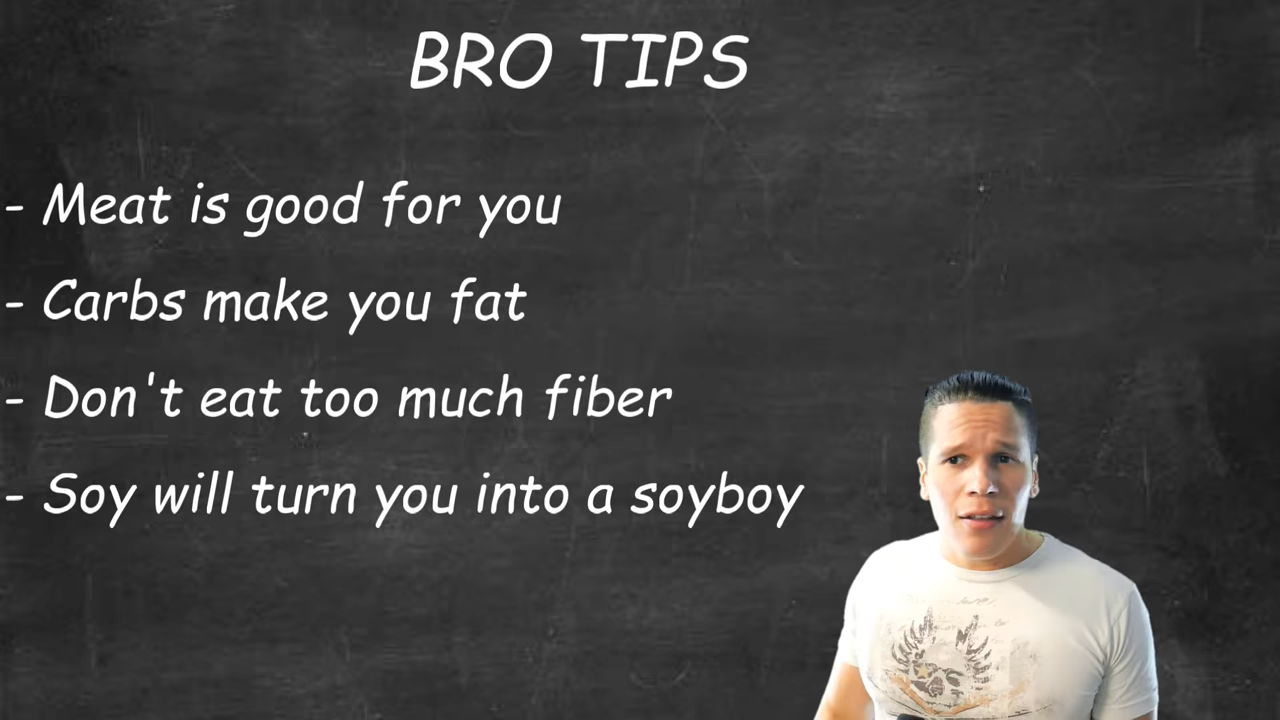 BRO TIPS
- Meat is good for you
- Carbs make you fat
- Don't eat too much fiber
- Soy will turn you into a soyboy